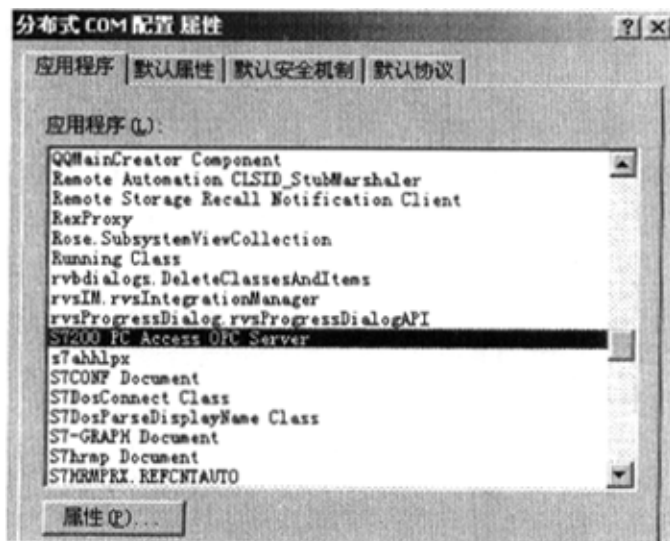 分布式 COM 配置 属性
应用程序 默认属性 默认安全机制 默认协议
应用程序(L):
QQMainCreator Component
Remote Automation CLSID_StubMarshaler
Remote Storage Recall Notification Client
RexProxy
Rose.SubsystemViewCollection
Running Class
rvbdialogs.DeleteClassesAndItems
rvsIM.rvsIntegrationManager
rvsProgressDialog.rvsProgressDialogAPI
S7200 PC Access OPC Server
s7ahhlpx
S7CONF Document
S7DosConnect Class
S7DosParseDisplayName Class
S7-GRAPH Document
S7hrmp Document
S7HRMPRX.REFCNTAUTO
属性(P)...